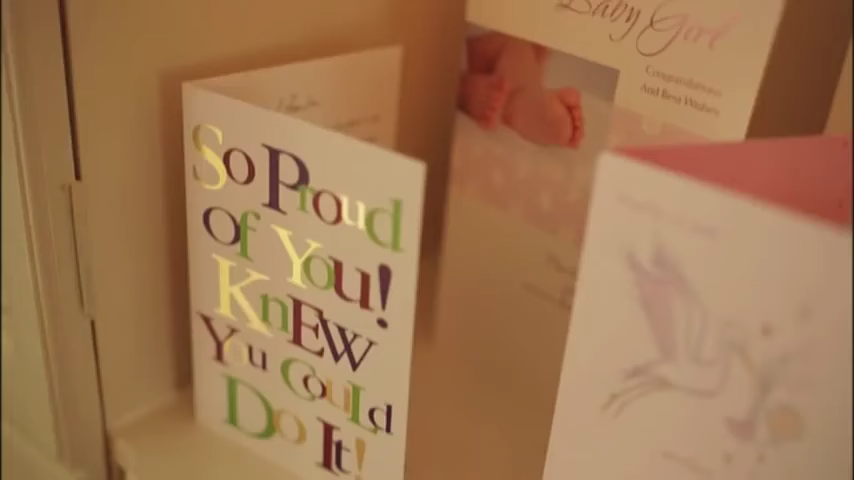 So Proud
of You!
KnEW
You CouLd
Do It!
Baby Girl
Congratulations
And Best Wishes